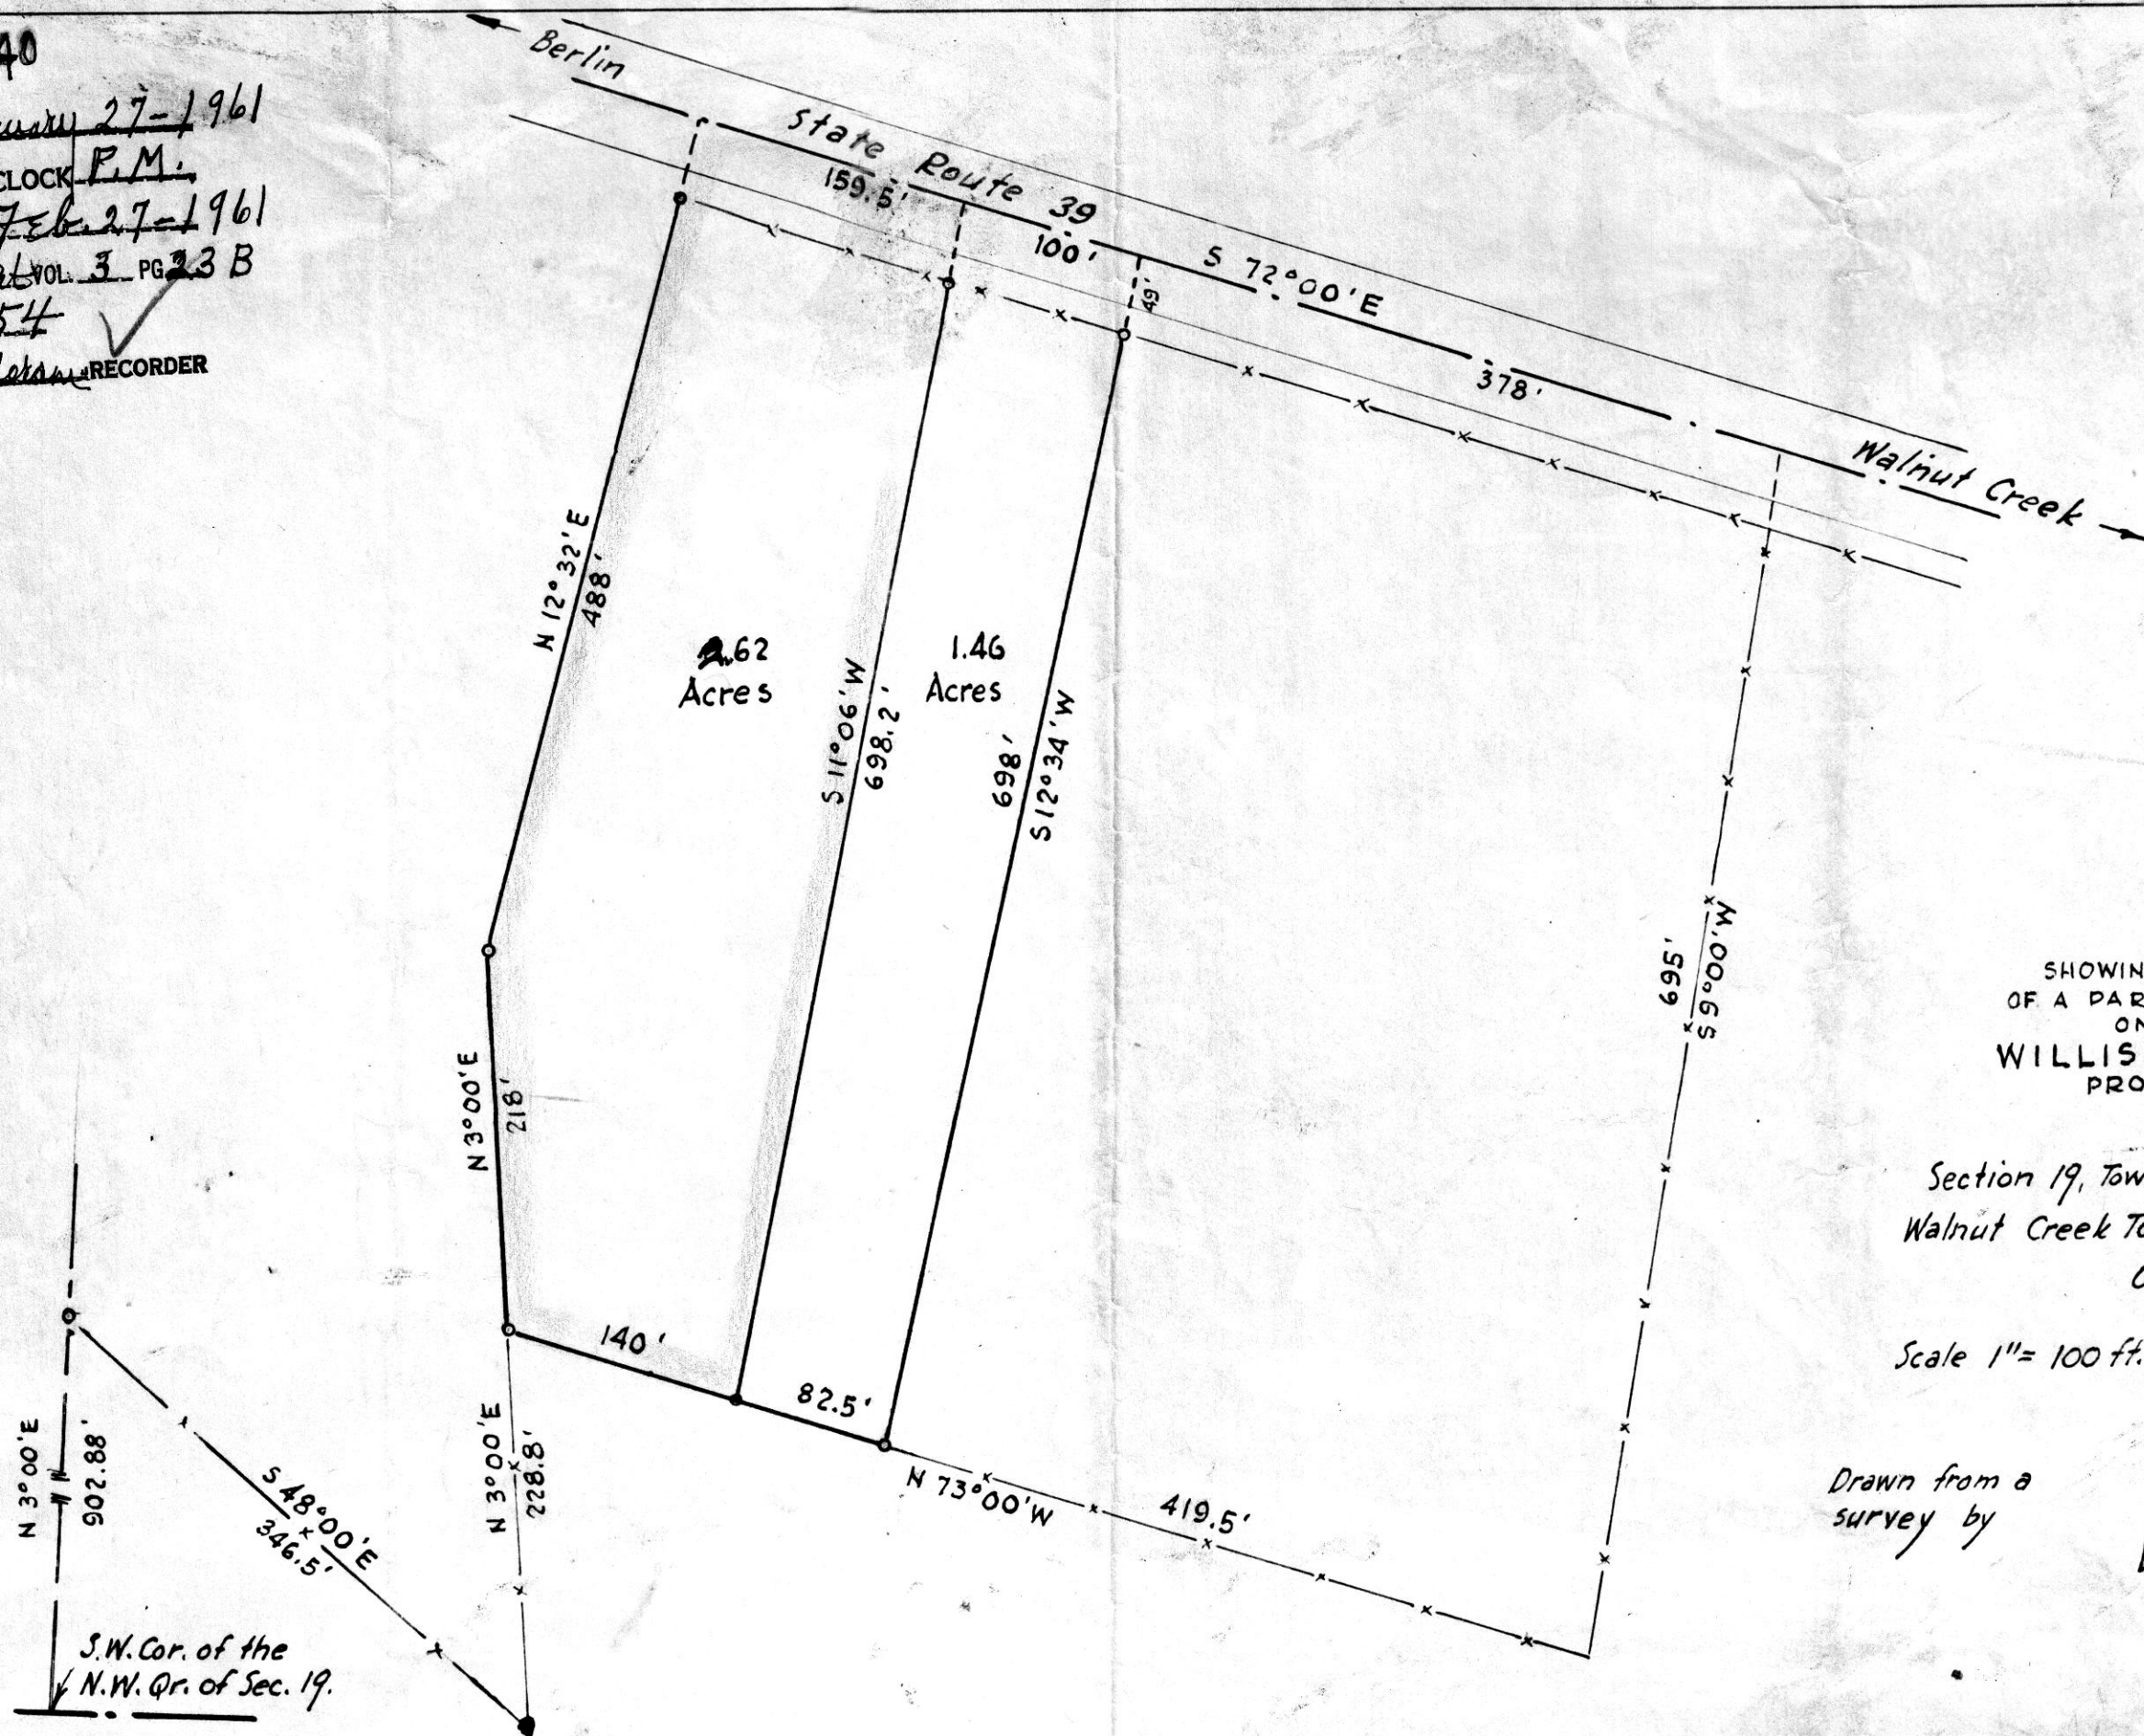 40
27-1961
CLOCK P.M.
Feb. 27-1961
VOL. 3 PG 23 B
54
RECORDER
Berlin
State Route 39
159.5'
100'
S 72°00'E
49'
378'
Walnut Creek
N 12°32'E
488'
2.62
Acres
S 11°06'W
698.2'
1.46
Acres
698'
S 12°34'W
695'
S 9°00'W
N 3°00'E
218'
140'
82.5'
N 73°00'W
419.5'
N 3°00'E
228.8'
N 3°00'E
902.88'
S 48°00'E
346.5'
S.W. Cor. of the
N.W. Qr. of Sec. 19.
SHOWIN
OF A PAR
ON
WILLIS
PRO
Section 19, Tow
Walnut Creek To
Scale 1"= 100 ft.
Drawn from a
survey by